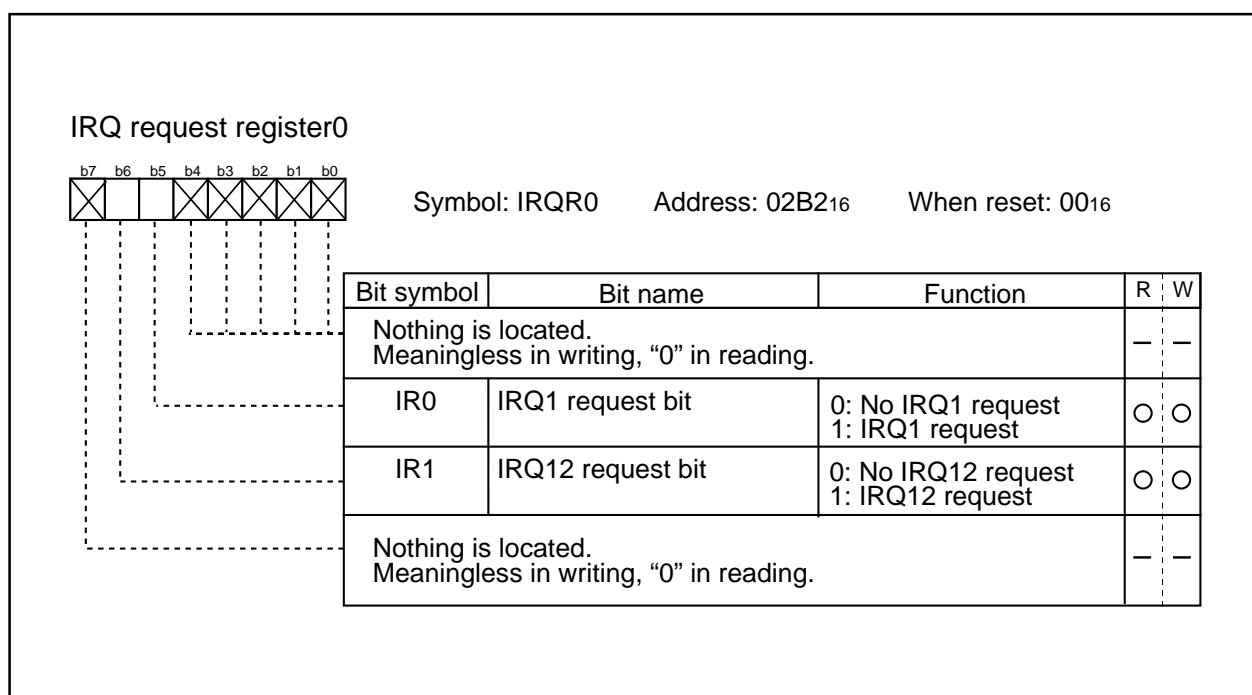 IRQ request register0
b7 b6 b5 b4 b3 b2 b1 b0
Symbol: IRQR0 Address: 02B216 When reset: 0016
Bit symbol Bit name Function R W
Nothing is located.
Meaningless in writing, “0” in reading.
– –
IR0 IRQ1 request bit 0: No IRQ1 request
1: IRQ1 request
IR1 IRQ12 request bit 0: No IRQ12 request
1: IRQ12 request
Nothing is located.
Meaningless in writing, “0” in reading.
– –